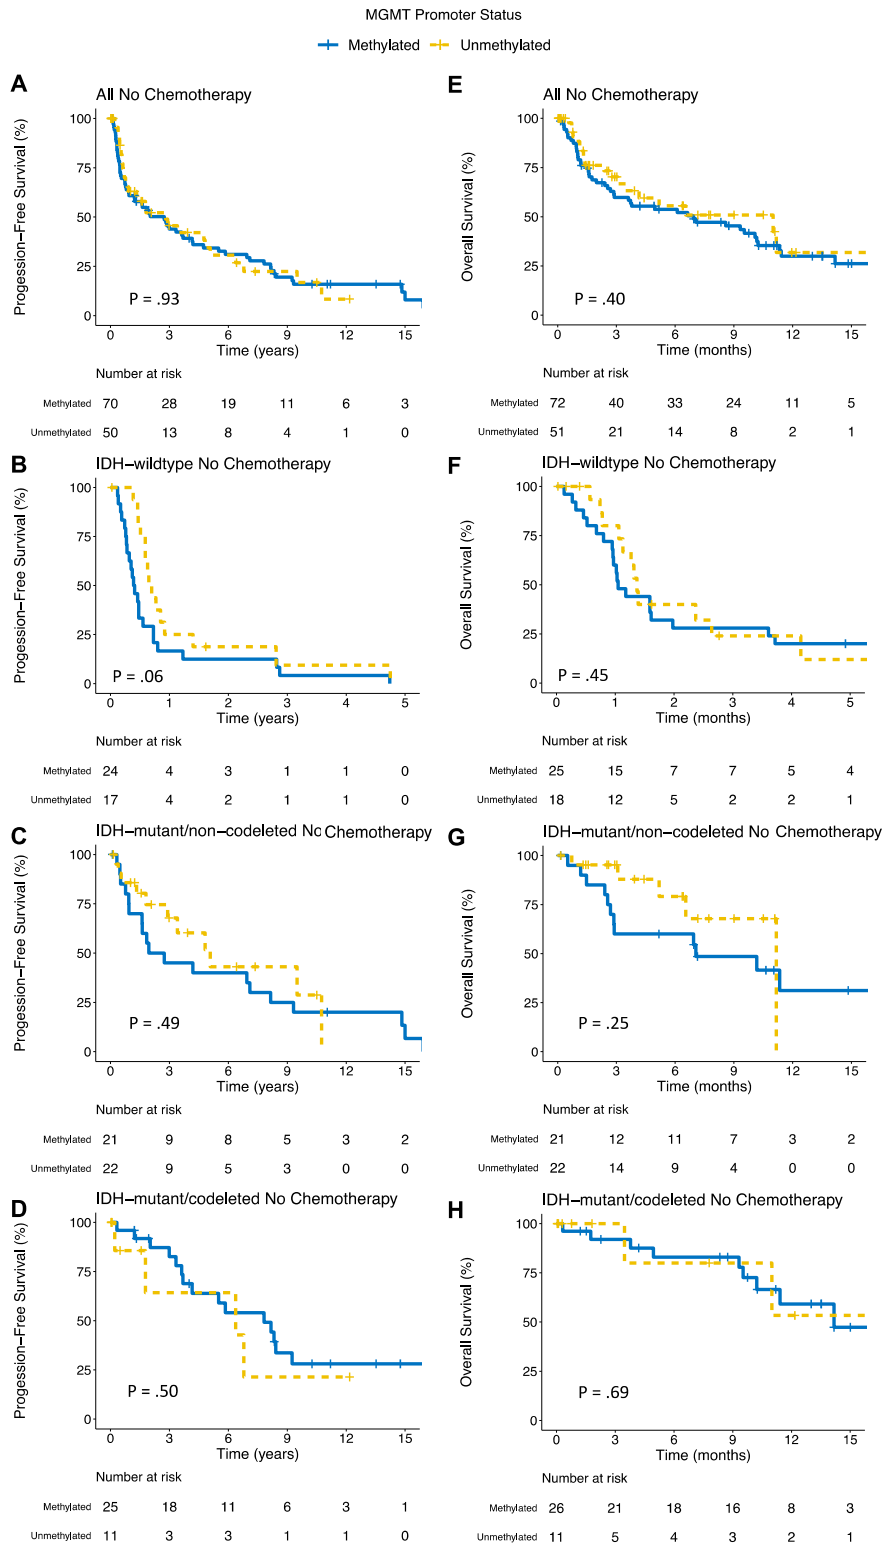 MGMT Promoter Status
Methylated Unmethylated
A
All No Chemotherapy
Progession−Free Survival (%)
100
75
50
25
0
P = .93
0 3 6 9 12 15
Time (years)
Number at risk
Methylated 70 28 19 11 6 3
Unmethylated 50 13 8 4 1 0
E
All No Chemotherapy
Overall Survival (%)
100
75
50
25
0
P = .40
0 3 6 9 12 15
Time (months)
Number at risk
Methylated 72 40 33 24 11 5
Unmethylated 51 21 14 8 2 1
B
IDH−wildtype No Chemotherapy
Progession−Free Survival (%)
100
75
50
25
0
P = .06
0 1 2 3 4 5
Time (years)
Number at risk
Methylated 24 4 3 1 1 0
Unmethylated 17 4 2 1 1 0
F
IDH−wildtype No Chemotherapy
Overall Survival (%)
100
75
50
25
0
P = .45
0 1 2 3 4 5
Time (months)
Number at risk
Methylated 25 15 7 7 5 4
Unmethylated 18 12 5 2 2 1
C
IDH−mutant/non−codeleted No Chemotherapy
Progession−Free Survival (%)
100
75
50
25
0
P = .49
0 3 6 9 12 15
Time (years)
Number at risk
Methylated 21 9 8 5 3 2
Unmethylated 22 9 5 3 0 0
G
IDH−mutant/non−codeleted No Chemotherapy
Overall Survival (%)
100
75
50
25
0
P = .25
0 3 6 9 12 15
Time (months)
Number at risk
Methylated 21 12 11 7 3 2
Unmethylated 22 14 9 4 0 0
D
IDH−mutant/codeleted No Chemotherapy
Progession−Free Survival (%)
100
75
50
25
0
P = .50
0 3 6 9 12 15
Time (years)
Number at risk
Methylated 25 18 11 6 3 1
Unmethylated 11 3 3 1 1 0
H
IDH−mutant/codeleted No Chemotherapy
Overall Survival (%)
100
75
50
25
0
P = .69
0 3 6 9 12 15
Time (months)
Number at risk
Methylated 26 21 18 16 8 3
Unmethylated 11 5 4 3 2 1